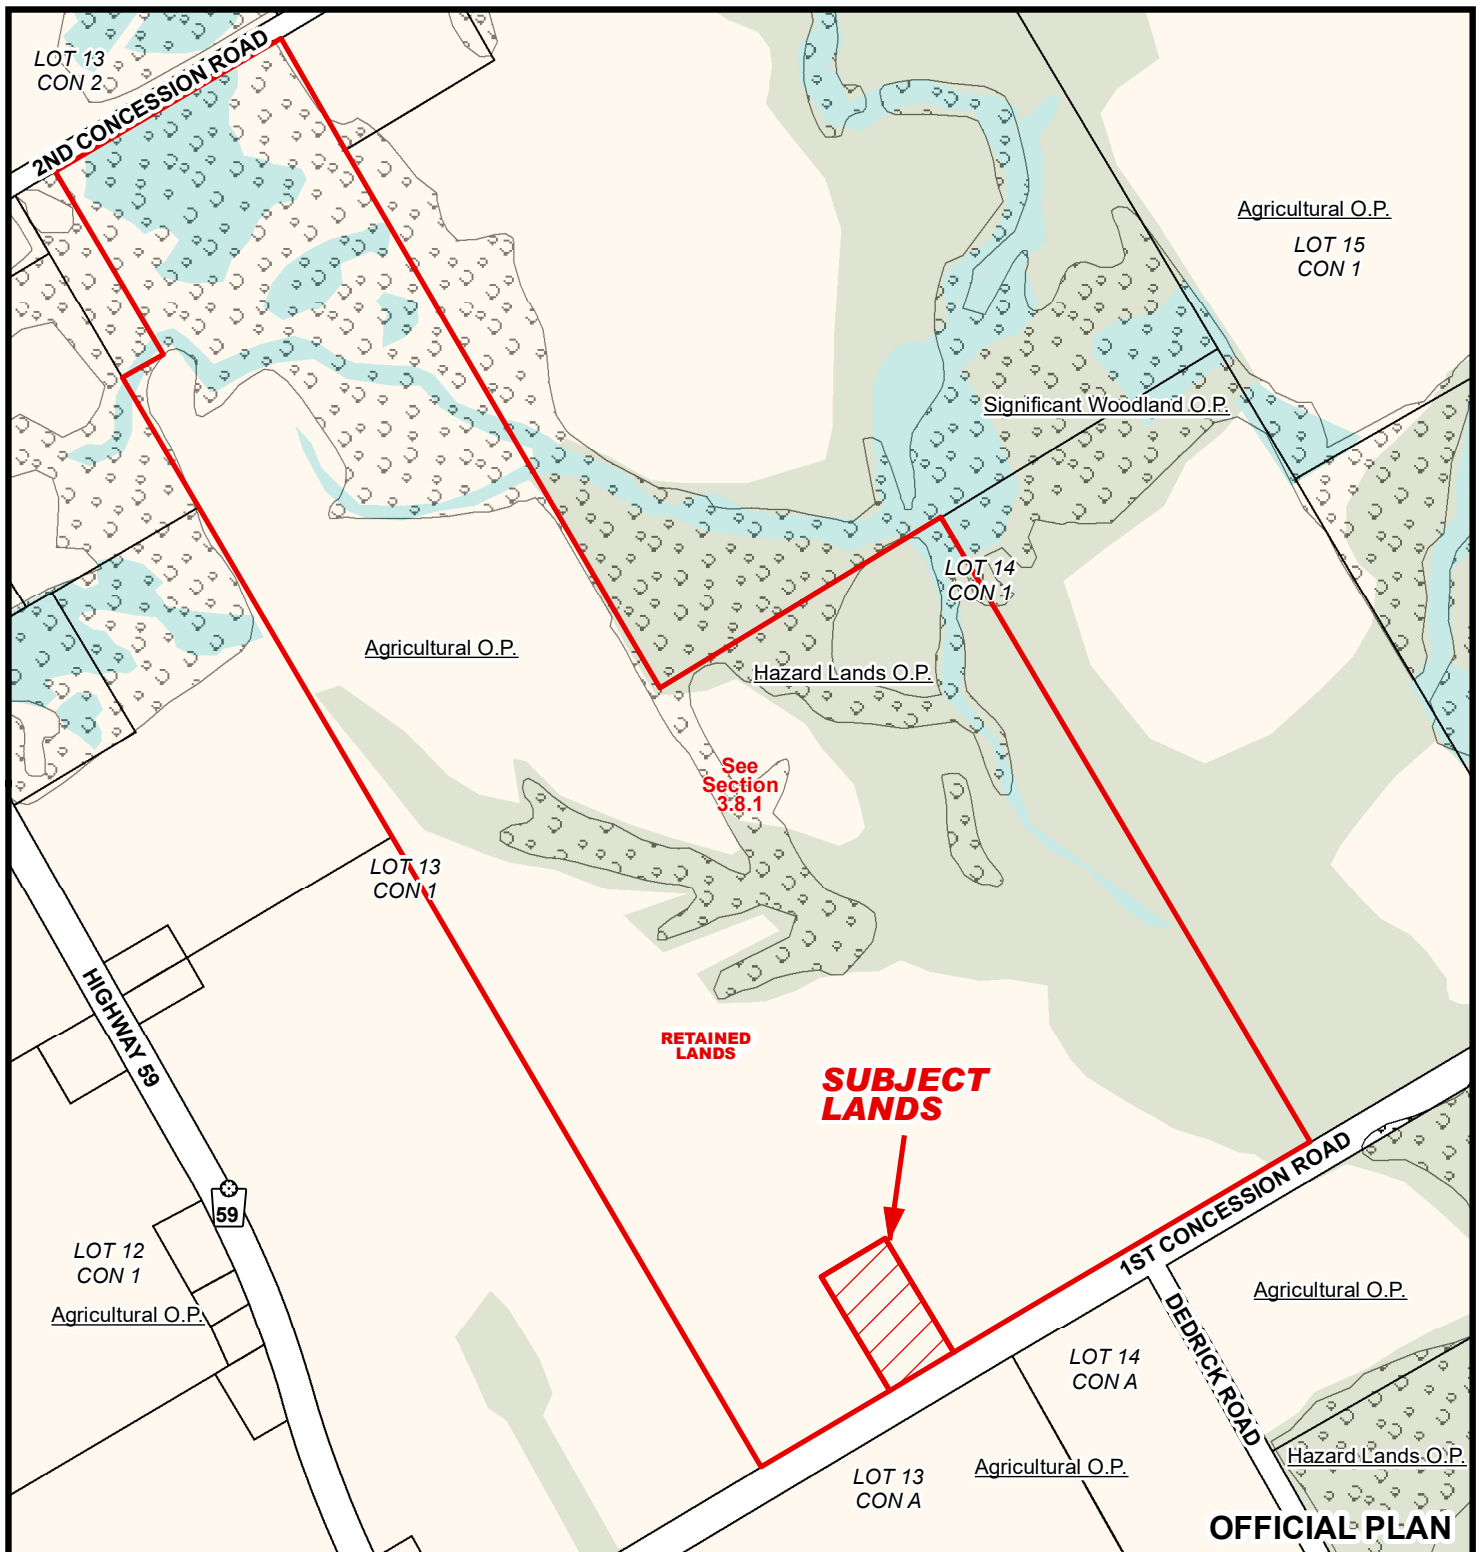 LOT 13
CON 2
2ND CONCESSION ROAD
Agricultural O.P.
LOT 15
CON 1
Significant Woodland O.P.
LOT 14
CON 1
Agricultural O.P.
Hazard Lands O.P.
See
Section
3.8.1
LOT 13
CON 1
HIGHWAY 59
RETAINED
LANDS
SUBJECT
LANDS
59
1ST CONCESSION ROAD
LOT 12
CON 1
Agricultural O.P.
Agricultural O.P.
DEDRICK ROAD
LOT 14
CON A
LOT 13
CON A
Agricultural O.P.
Hazard Lands O.P.
OFFICIAL PLAN